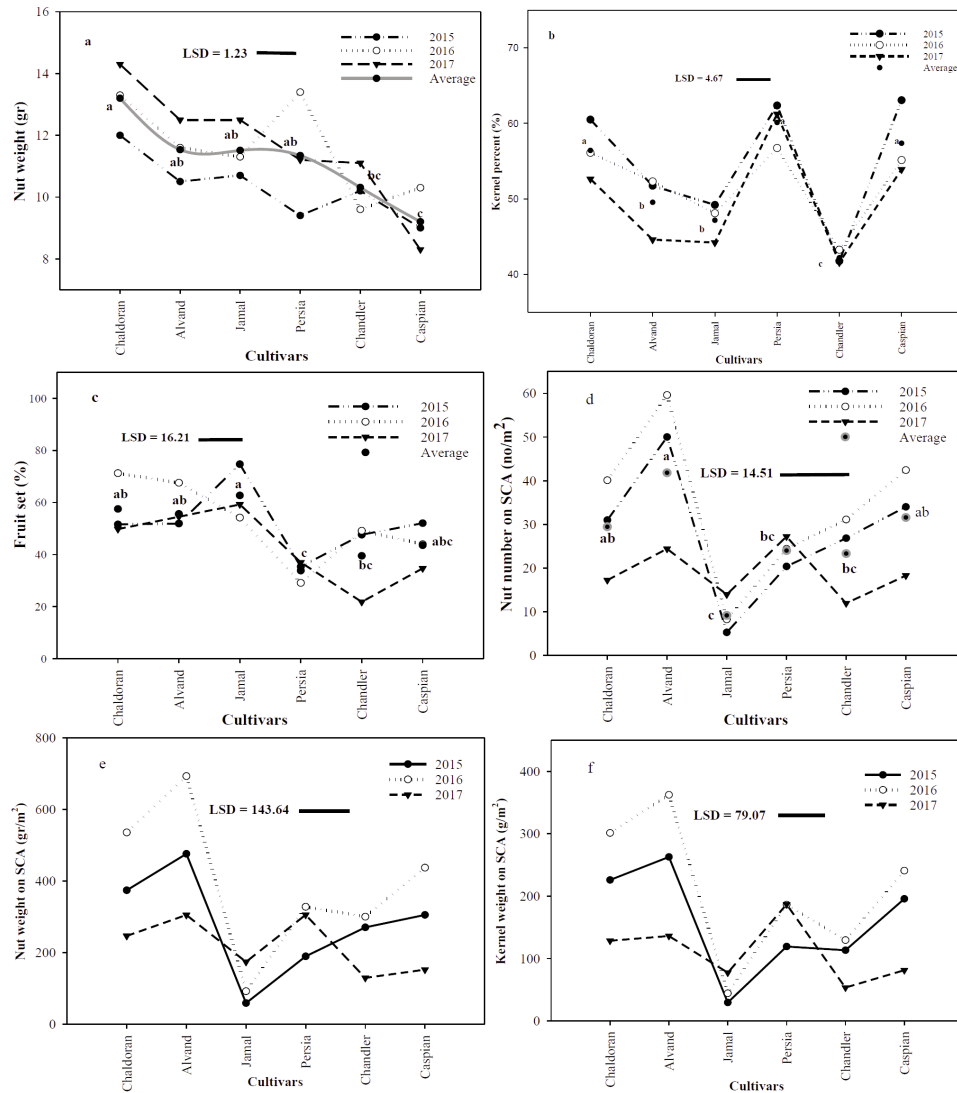 a
LSD = 1.23
2015
2016
2017
Average
Nut weight (gr)
16
14
12
10
8
a
ab
ab
ab
bc
c
Chaldoran
Alvand
Jamal
Persia
Chandler
Caspian
Cultivars
b
LSD = 4.67
2015
2016
2017
Average
Kernel percent (%)
70
60
50
40
a
b
b
a
c
a
Chaldoran
Alvand
Jamal
Persia
Chandler
Caspian
Cultivars
c
LSD = 16.21
2015
2016
2017
Average
Fruit set (%)
100
80
60
40
20
0
ab
ab
a
c
bc
abc
Chaldoran
Alvand
Jamal
Persia
Chandler
Caspian
Cultivars
d
LSD = 14.51
2015
2016
2017
Average
Nut number on SCA (no/m²)
60
50
40
30
20
10
0
ab
a
c
bc
bc
ab
Chaldoran
Alvand
Jamal
Persia
Chandler
Caspian
Cultivars
e
LSD = 143.64
2015
2016
2017
Nut weight on SCA (gr/m²)
800
600
400
200
0
Chaldoran
Alvand
Jamal
Persia
Chandler
Caspian
Cultivars
f
LSD = 79.07
2015
2016
2017
Kernel weight on SCA (g/m²)
400
300
200
100
0
Chaldoran
Alvand
Jamal
Persia
Chandler
Caspian
Cultivars